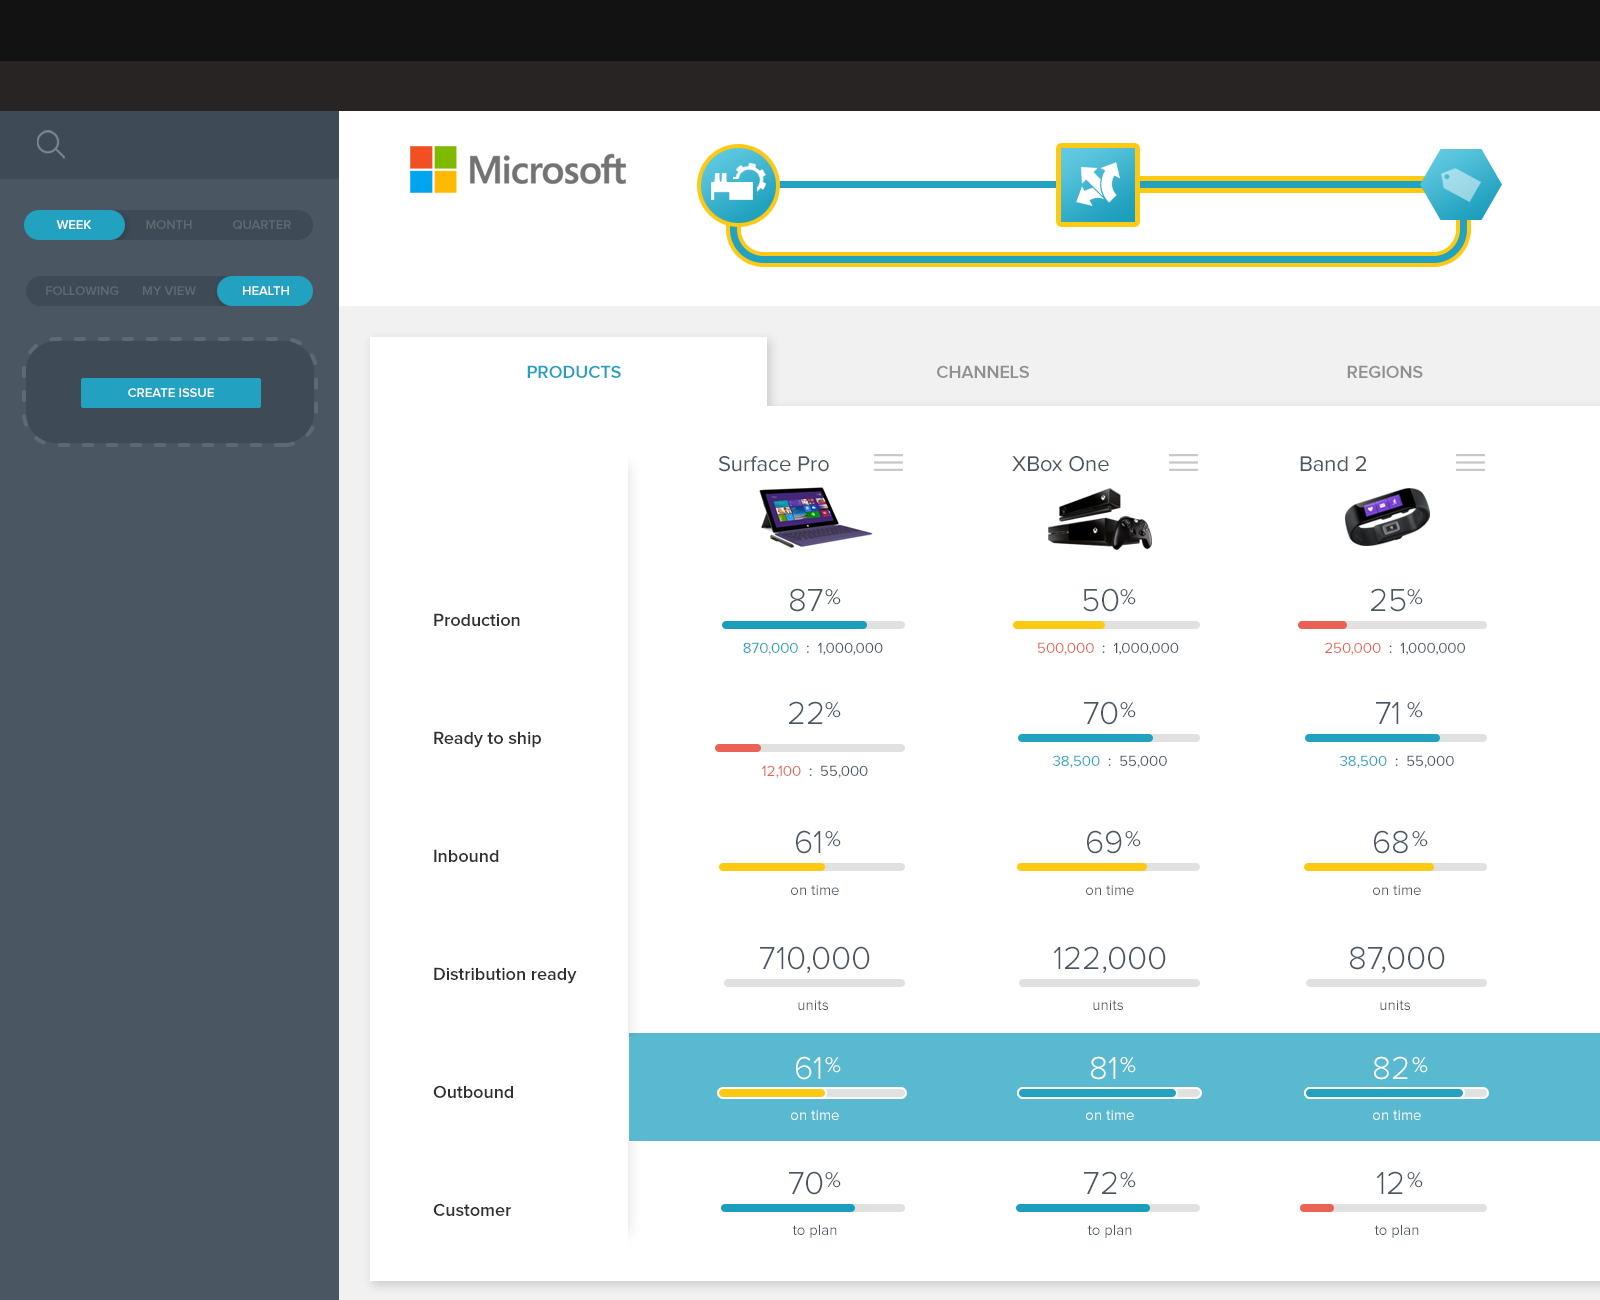 Microsoft
WEEK MONTH QUARTER
FOLLOWING MY VIEW HEALTH
CREATE ISSUE
PRODUCTS CHANNELS REGIONS
Surface Pro XBox One Band 2
Production 87% 50% 25%
870,000 : 1,000,000 500,000 : 1,000,000 250,000 : 1,000,000
Ready to ship 22% 70% 71 %
12,100 : 55,000 38,500 : 55,000 38,500 : 55,000
Inbound 61% 69% 68%
on time on time on time
Distribution ready 710,000 122,000 87,000
units units units
Outbound 61% 81% 82%
on time on time on time
Customer 70% 72% 12%
to plan to plan to plan